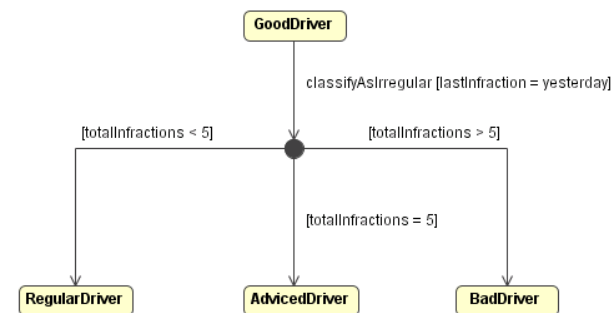 GoodDriver
classifyAsIrregular [lastInfraction = yesterday]
[totalInfractions < 5]
[totalInfractions > 5]
[totalInfractions = 5]
RegularDriver
AdvicedDriver
BadDriver